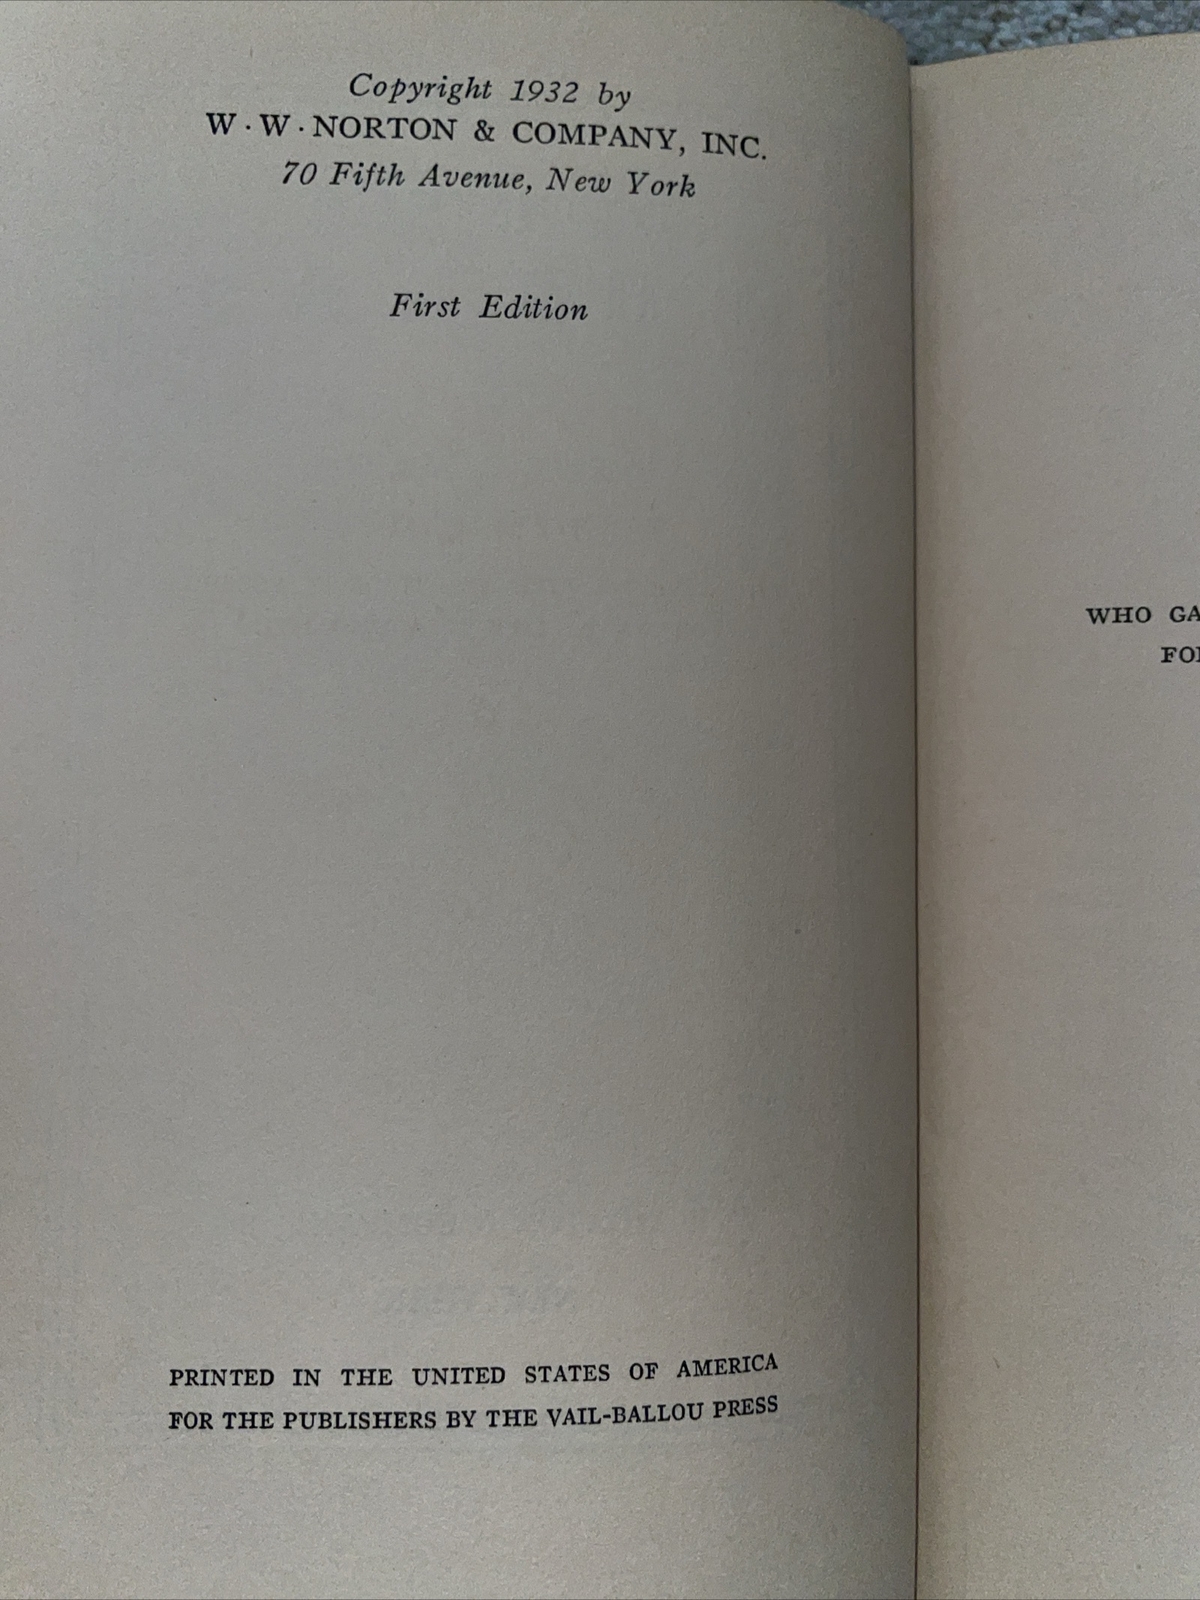 Copyright 1932 by
W · W · NORTON & COMPANY, INC.
70 Fifth Avenue, New York
First Edition
PRINTED IN THE UNITED STATES OF AMERICA
FOR THE PUBLISHERS BY THE VAIL-BALLOU PRESS
WHO